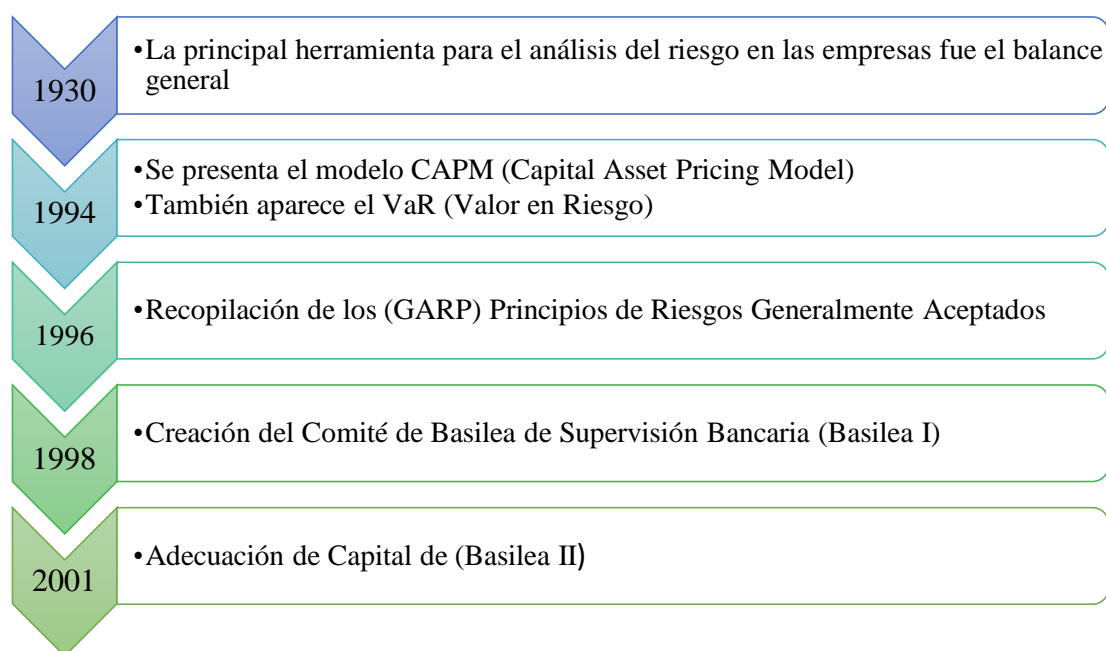 1930
•La principal herramienta para el análisis del riesgo en las empresas fue el balance
general
1994
•Se presenta el modelo CAPM (Capital Asset Pricing Model)
•También aparece el VaR (Valor en Riesgo)
1996
•Recopilación de los (GARP) Principios de Riesgos Generalmente Aceptados
1998
•Creación del Comité de Basilea de Supervisión Bancaria (Basilea I)
2001
•Adecuación de Capital de (Basilea II)